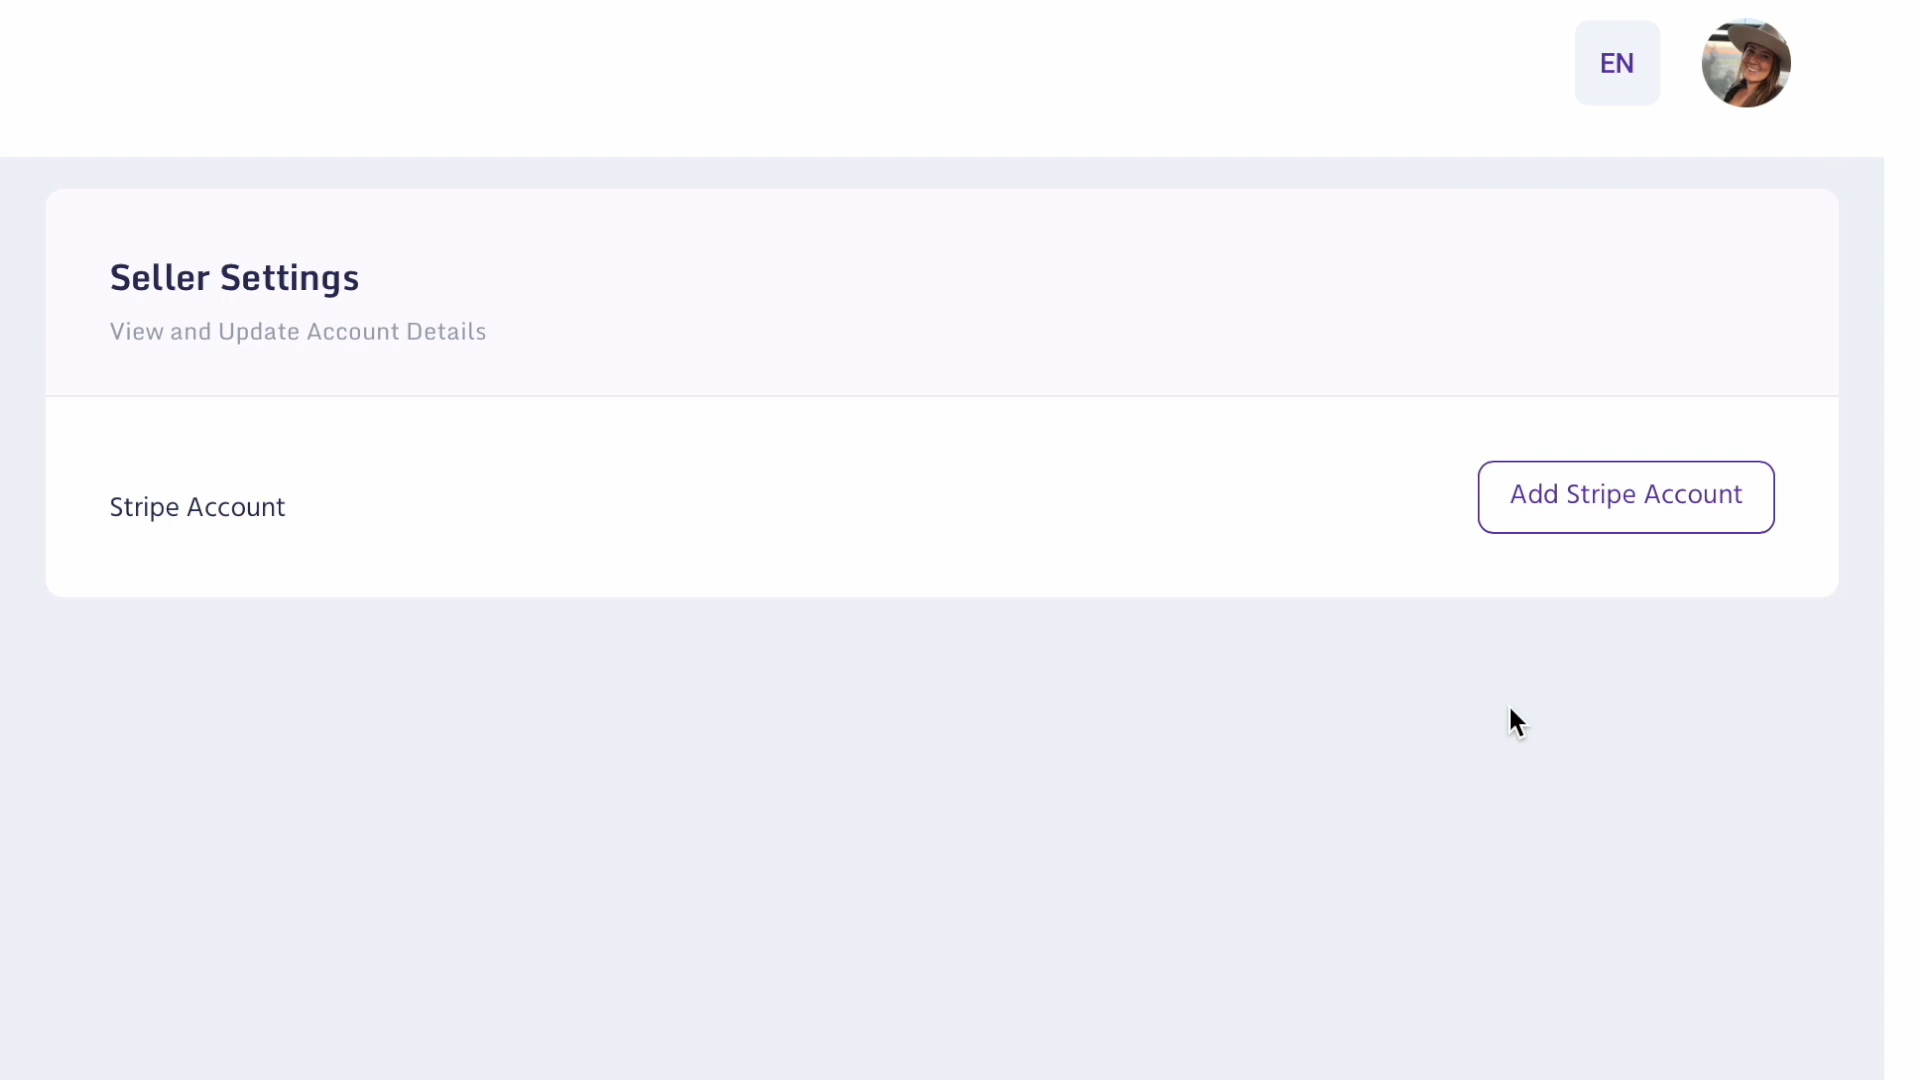 EN
Seller Settings
View and Update Account Details
Stripe Account
Add Stripe Account